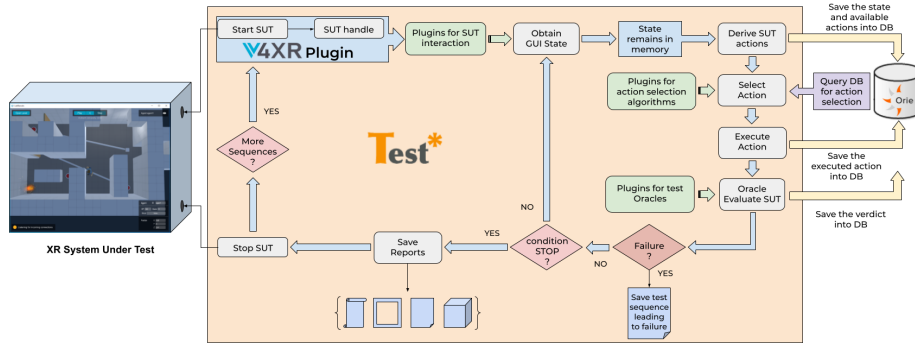 Start SUT
SUT handle
V4XR Plugin
Plugins for SUT
interaction
Obtain
GUI State
State
remains in
memory
Derive SUT
actions
Save the state
and available
actions into DB
Plugins for
action selection
algorithms
Select
Action
Query DB
for action
selection
Orie
Execute
Action
Save the
executed action
into DB
Plugins for test
Oracles
Oracle
Evaluate SUT
Save the verdict
into DB
YES
More
Sequences
?
Test*
NO
XR System Under Test
Stop SUT
Save
Reports
YES
condition
STOP
?
NO
Failure
?
YES
Save test
sequence
leading
to failure